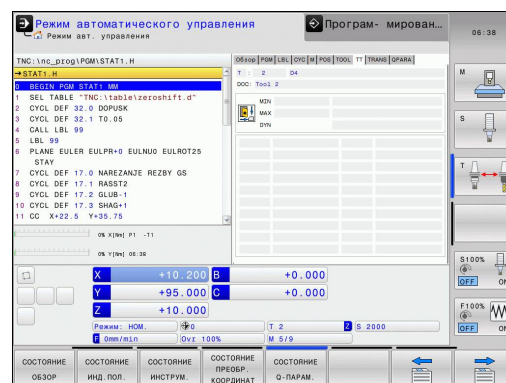 Режим автоматического управления
Режим авт. управления
Програм- мирован...
06:38
TNC:\nc_prog\PGM\STAT1.H
→STAT1.H
0 BEGIN PGM STAT1 MM
1 SEL TABLE "TNC:\table\zeroshift.d"
2 CYCL DEF 32.0 DOPUSK
3 CYCL DEF 32.1 T0.05
4 CALL LBL 99
5 LBL 99
6 PLANE EULER EULPR+0 EULNU0 EULROT25
STAY
7 CYCL DEF 17.0 NAREZANJE REZBY GS
8 CYCL DEF 17.1 RASST2
9 CYCL DEF 17.2 GLUB-1
10 CYCL DEF 17.3 SHAG+1
11 CC X+22.5 Y+35.75
0% X[Nm] P1 -T1
0% Y[Nm] 06:38
Обзор PGM LBL CYC M POS TOOL TT TRANS QPARA
T : 2 D4
DOC: Tool 2
MIN
MAX
DYN
X +10.200 B +0.000
Y +95.000 C +0.000
Z +10.000
Режим: НОМ. 0 T 2 Z S 2000
F 0mm/min Ovr 100% M 5/9
M
S
T
S100%
OFF ON
F100%
OFF ON
СОСТОЯНИЕ ОБЗОР
СОСТОЯНИЕ ИНД.ПОЛ.
СОСТОЯНИЕ ИНСТРУМ.
СОСТОЯНИЕ ПРЕОБР. КООРДИНАТ
СОСТОЯНИЕ Q-ПАРАМ.